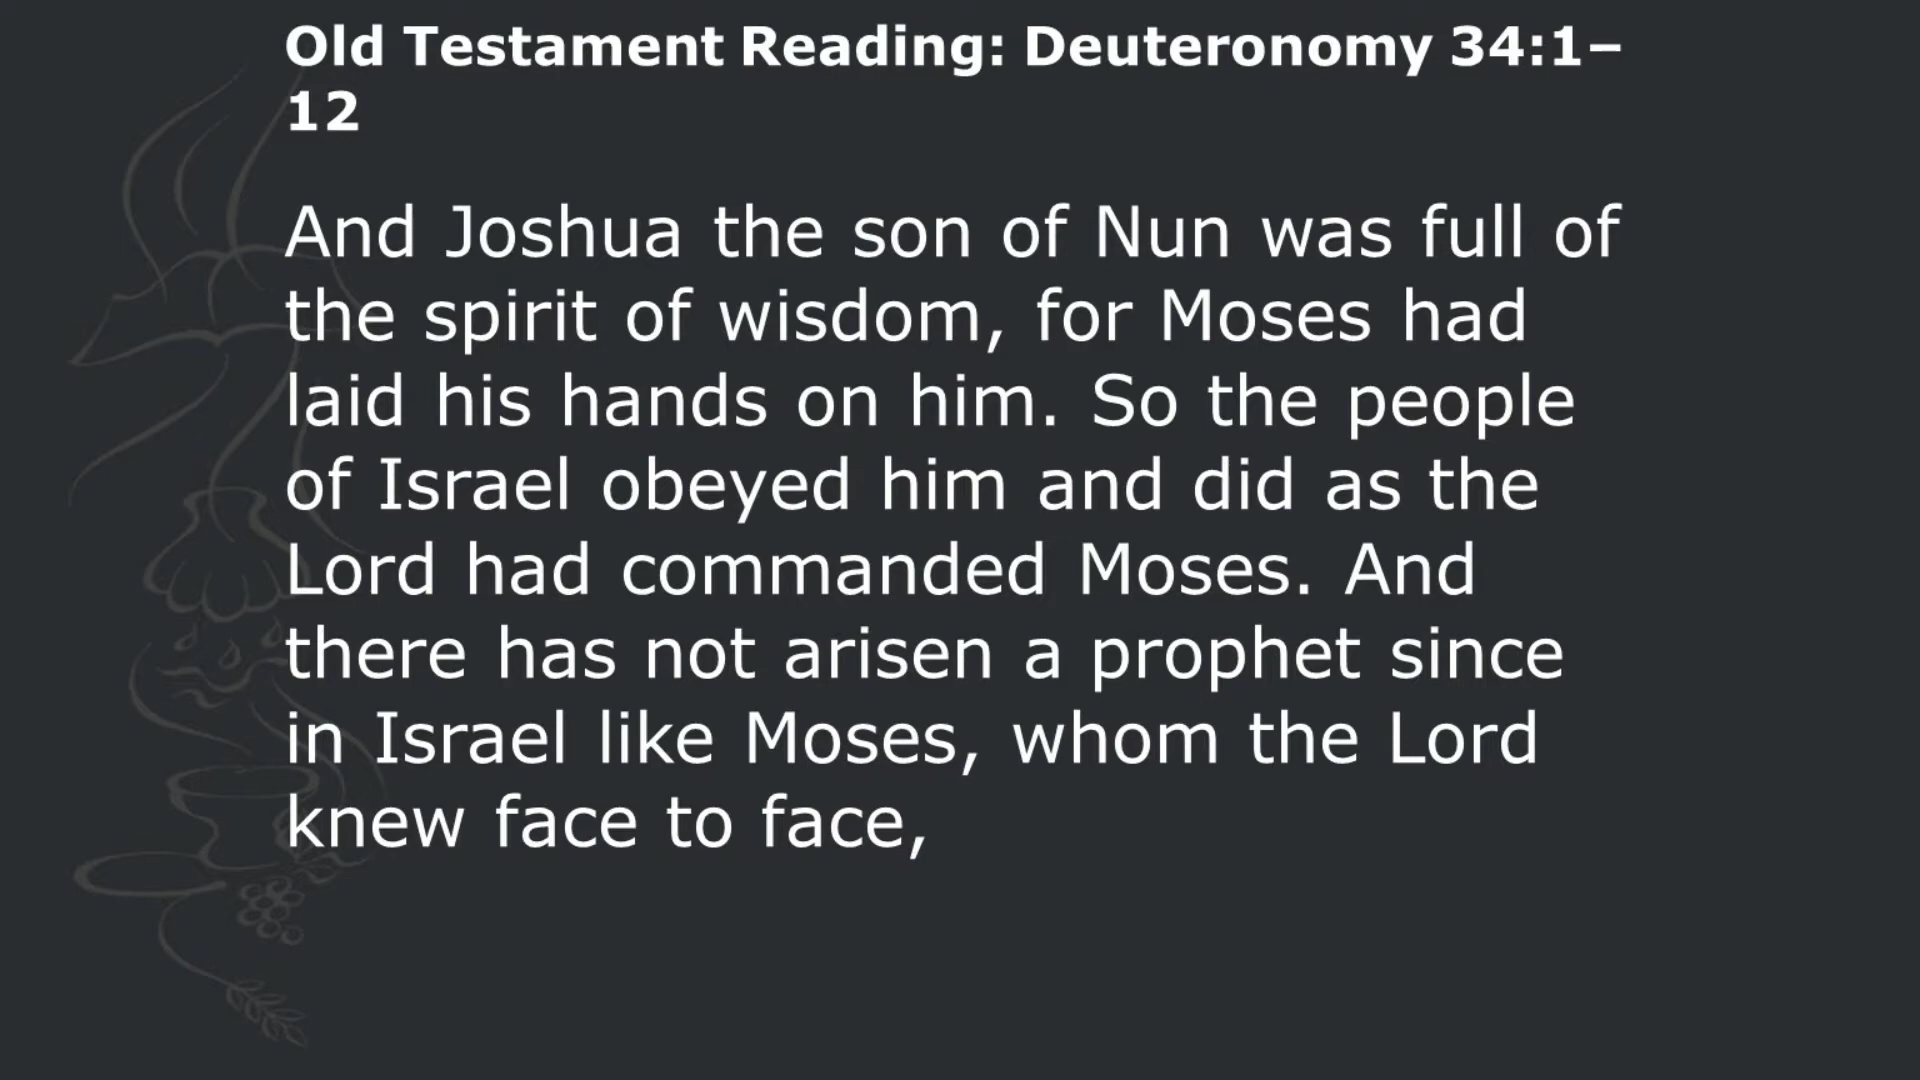 Old Testament Reading: Deuteronomy 34:1–
12
And Joshua the son of Nun was full of
the spirit of wisdom, for Moses had
laid his hands on him. So the people
of Israel obeyed him and did as the
Lord had commanded Moses. And
there has not arisen a prophet since
in Israel like Moses, whom the Lord
knew face to face,